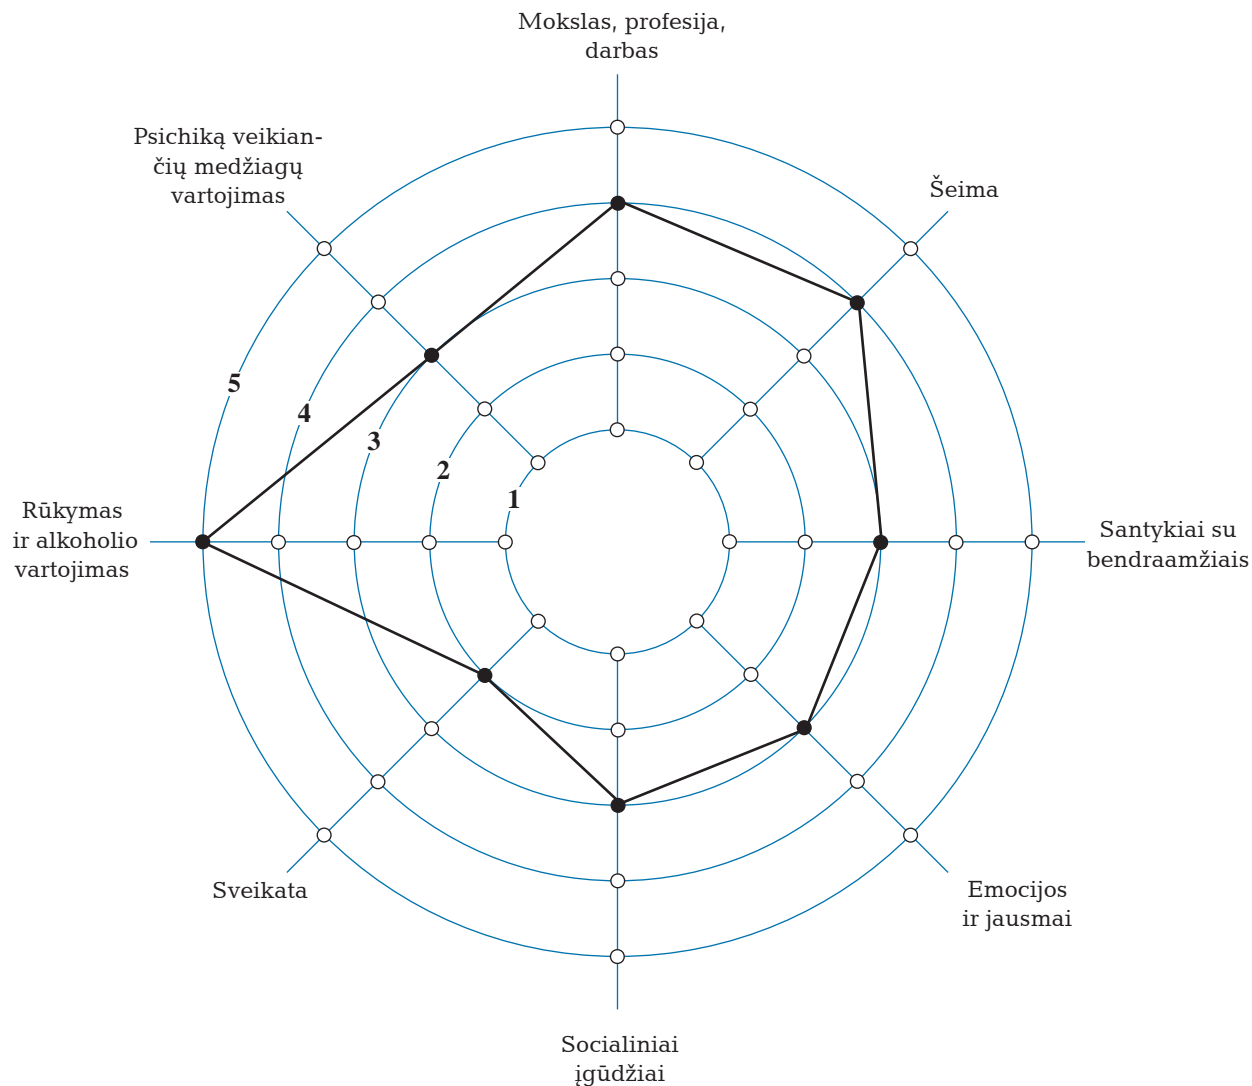 Mokslas, profesija,
darbas
Psichiką veikian-
čių medžiagų
vartojimas
Šeima
5
4
3
2
1
Rūkymas
ir alkoholio
vartojimas
Santykiai su
bendraamžiais
Sveikata
Emocijos
ir jausmai
Socialiniai
įgūdžiai